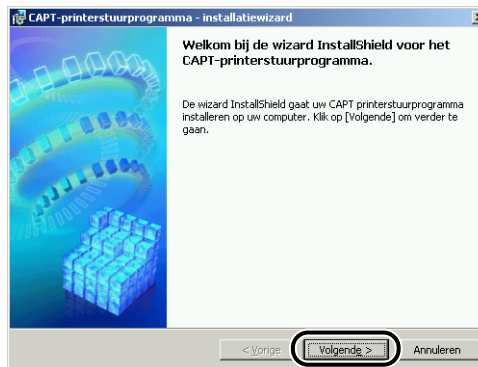 CAPT-printerstuurprogramma - installatiewizard
Welkom bij de wizard InstallShield voor het
CAPT-printerstuurprogramma.
De wizard InstallShield gaat uw CAPT printerstuurprogramma
installeren op uw computer. Klik op [Volgende] om verder te
gaan.
< Vorige
Volgende >
Annuleren